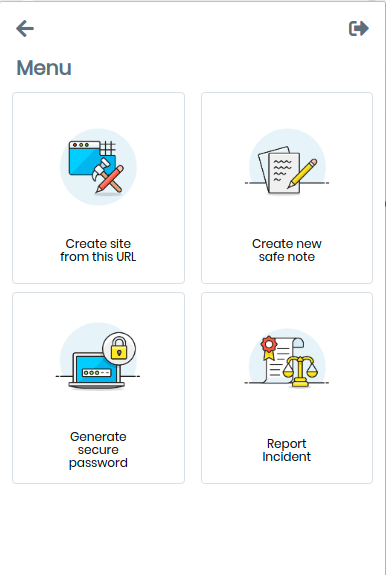 Menu
Create site
from this URL
Create new
safe note
Generate
secure
password
Report
Incident